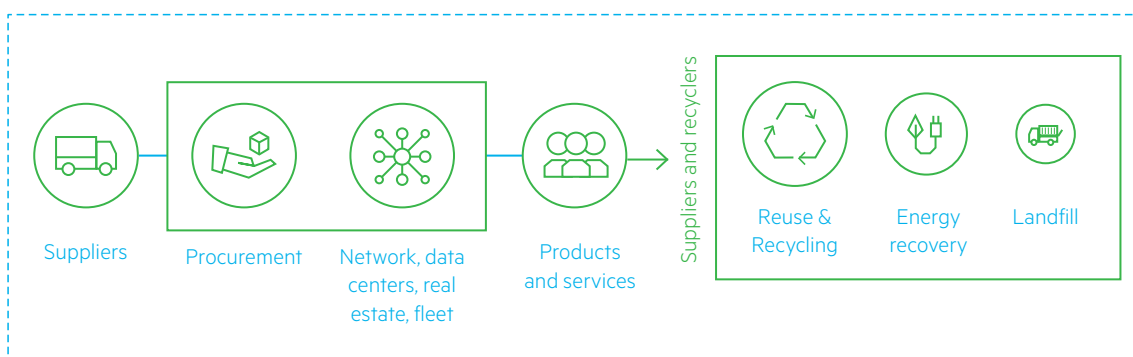 Suppliers
Procurement
Network, data
centers, real
estate, fleet
Products
and services
Suppliers and recyclers
Reuse &
Recycling
Energy
recovery
Landfill